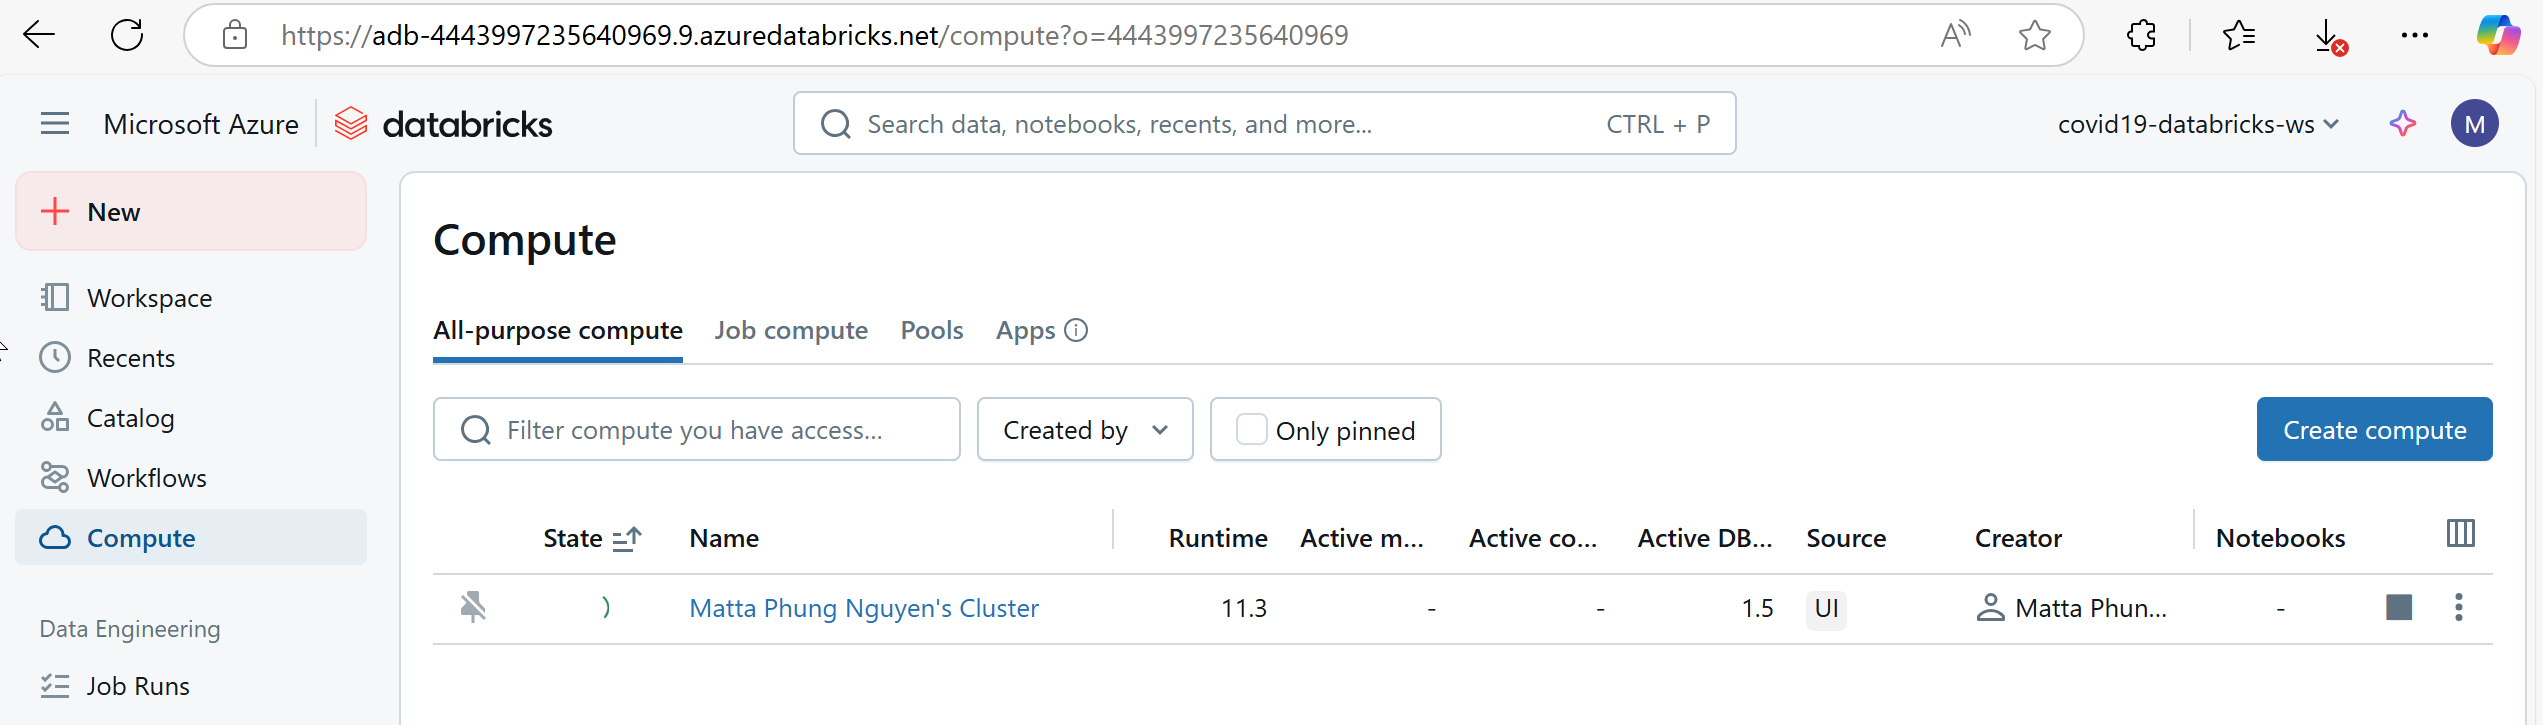 https://adb-4443997235640969.9.azuredatabricks.net/compute?o=4443997235640969
Microsoft Azure databricks
Search data, notebooks, recents, and more... CTRL + P
covid19-databricks-ws
M
New
Workspace
Recents
Catalog
Workflows
Compute
Data Engineering
Job Runs
Compute
All-purpose compute Job compute Pools Apps
Filter compute you have access... Created by Only pinned Create compute
State Name Runtime Active m... Active co... Active DB... Source Creator Notebooks
Matta Phung Nguyen's Cluster 11.3 - - 1.5 UI Matta Phun... -